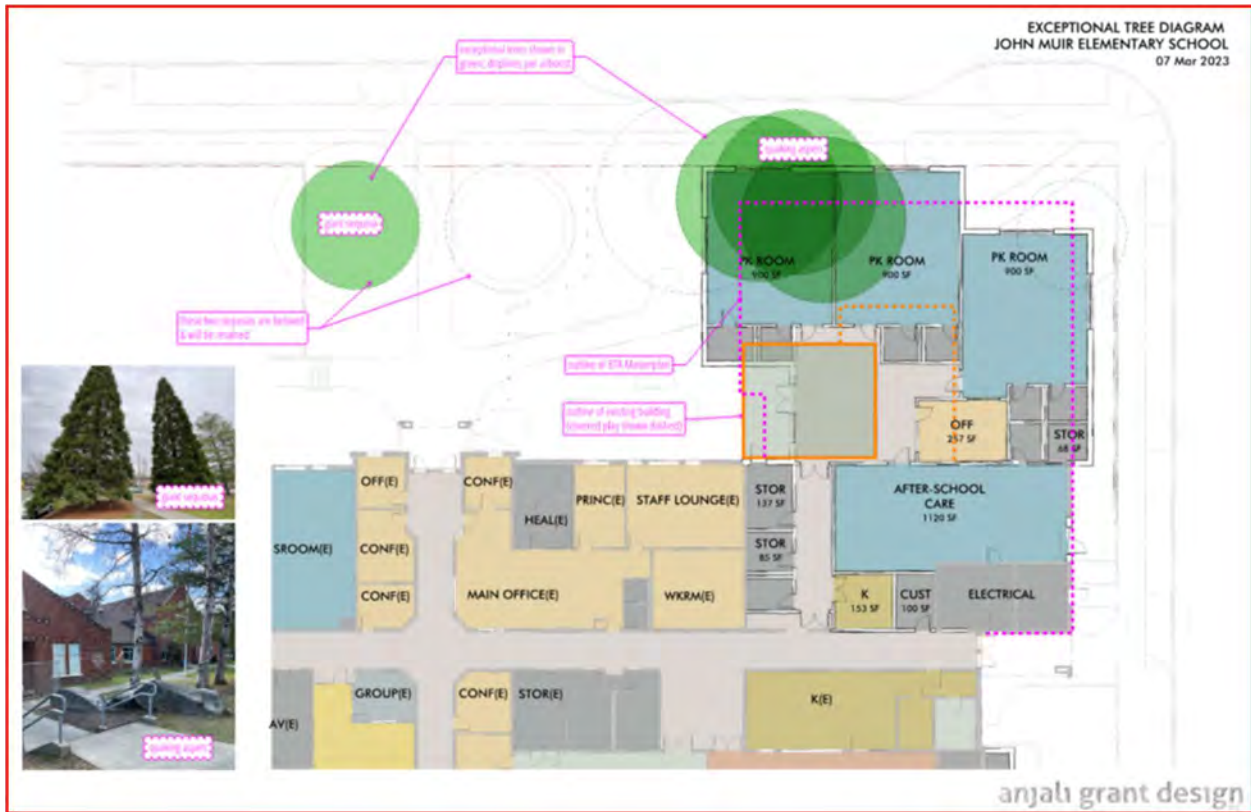 EXCEPTIONAL TREE DIAGRAM
JOHN MUIR ELEMENTARY SCHOOL
07 Mar 2023
exceptional trees shown in
green; driplines per arborist
quaking aspen
giant sequoia
PK ROOM
900 SF
PK ROOM
900 SF
PK ROOM
900 SF
These two sequoias are beloved
& will be retained
outline of BTA Masterplan
outline of existing building
(covered play shown dashed)
OFF
257 SF
STOR
68 SF
giant sequoias
OFF(E)
CONF(E)
HEAL(E)
PRINC(E)
STAFF LOUNGE(E)
STOR
137 SF
AFTER-SCHOOL
CARE
1120 SF
SROOM(E)
CONF(E)
STOR
85 SF
CONF(E)
MAIN OFFICE(E)
WKRM(E)
K
153 SF
CUST
100 SF
ELECTRICAL
GROUP(E)
CONF(E)
STOR(E)
K(E)
AV(E)
quaking aspen
anjali grant design